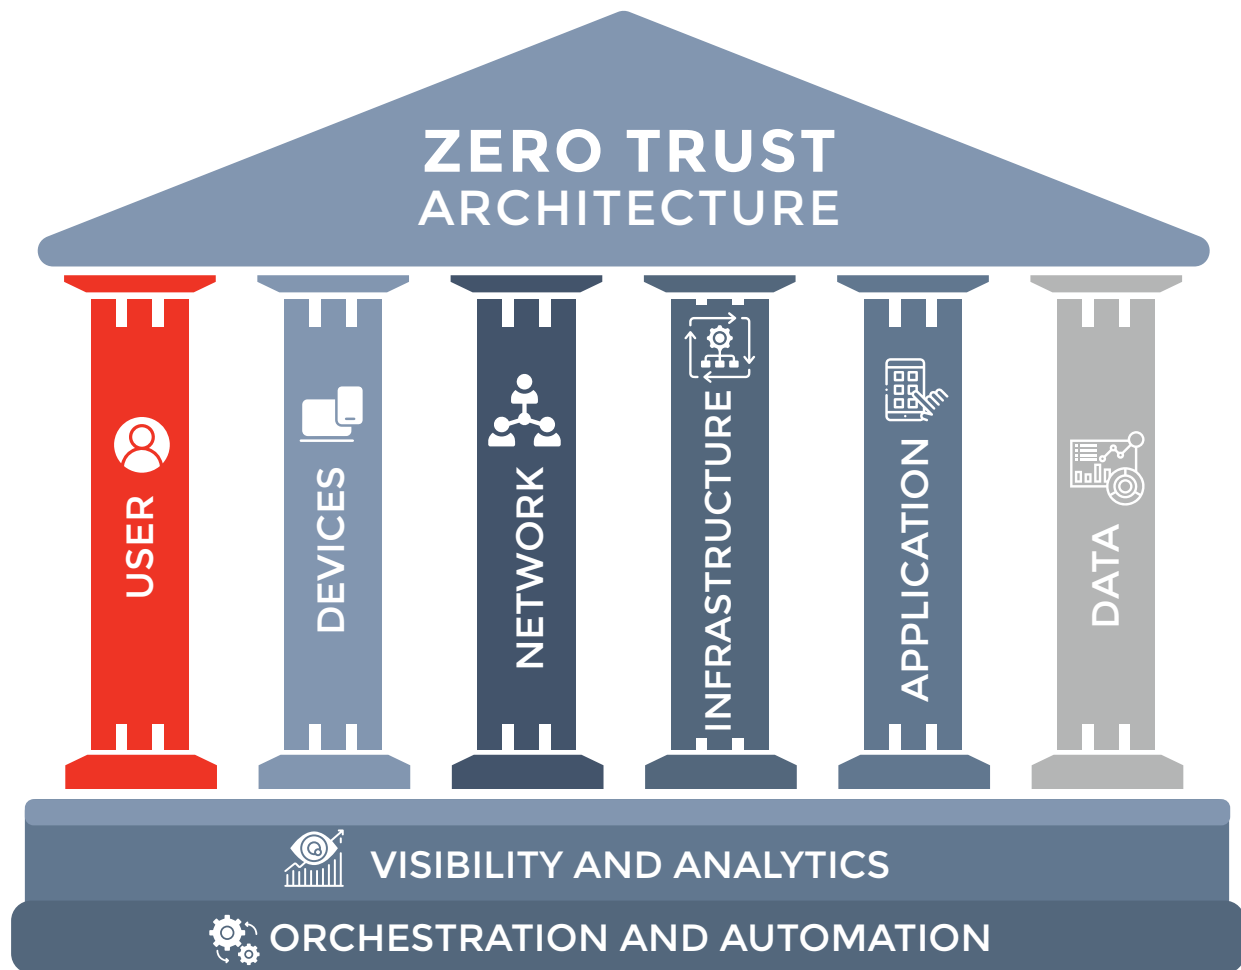 ZERO TRUST
ARCHITECTURE
USER
DEVICES
NETWORK
INFRASTRUCTURE
APPLICATION
DATA
VISIBILITY AND ANALYTICS
ORCHESTRATION AND AUTOMATION